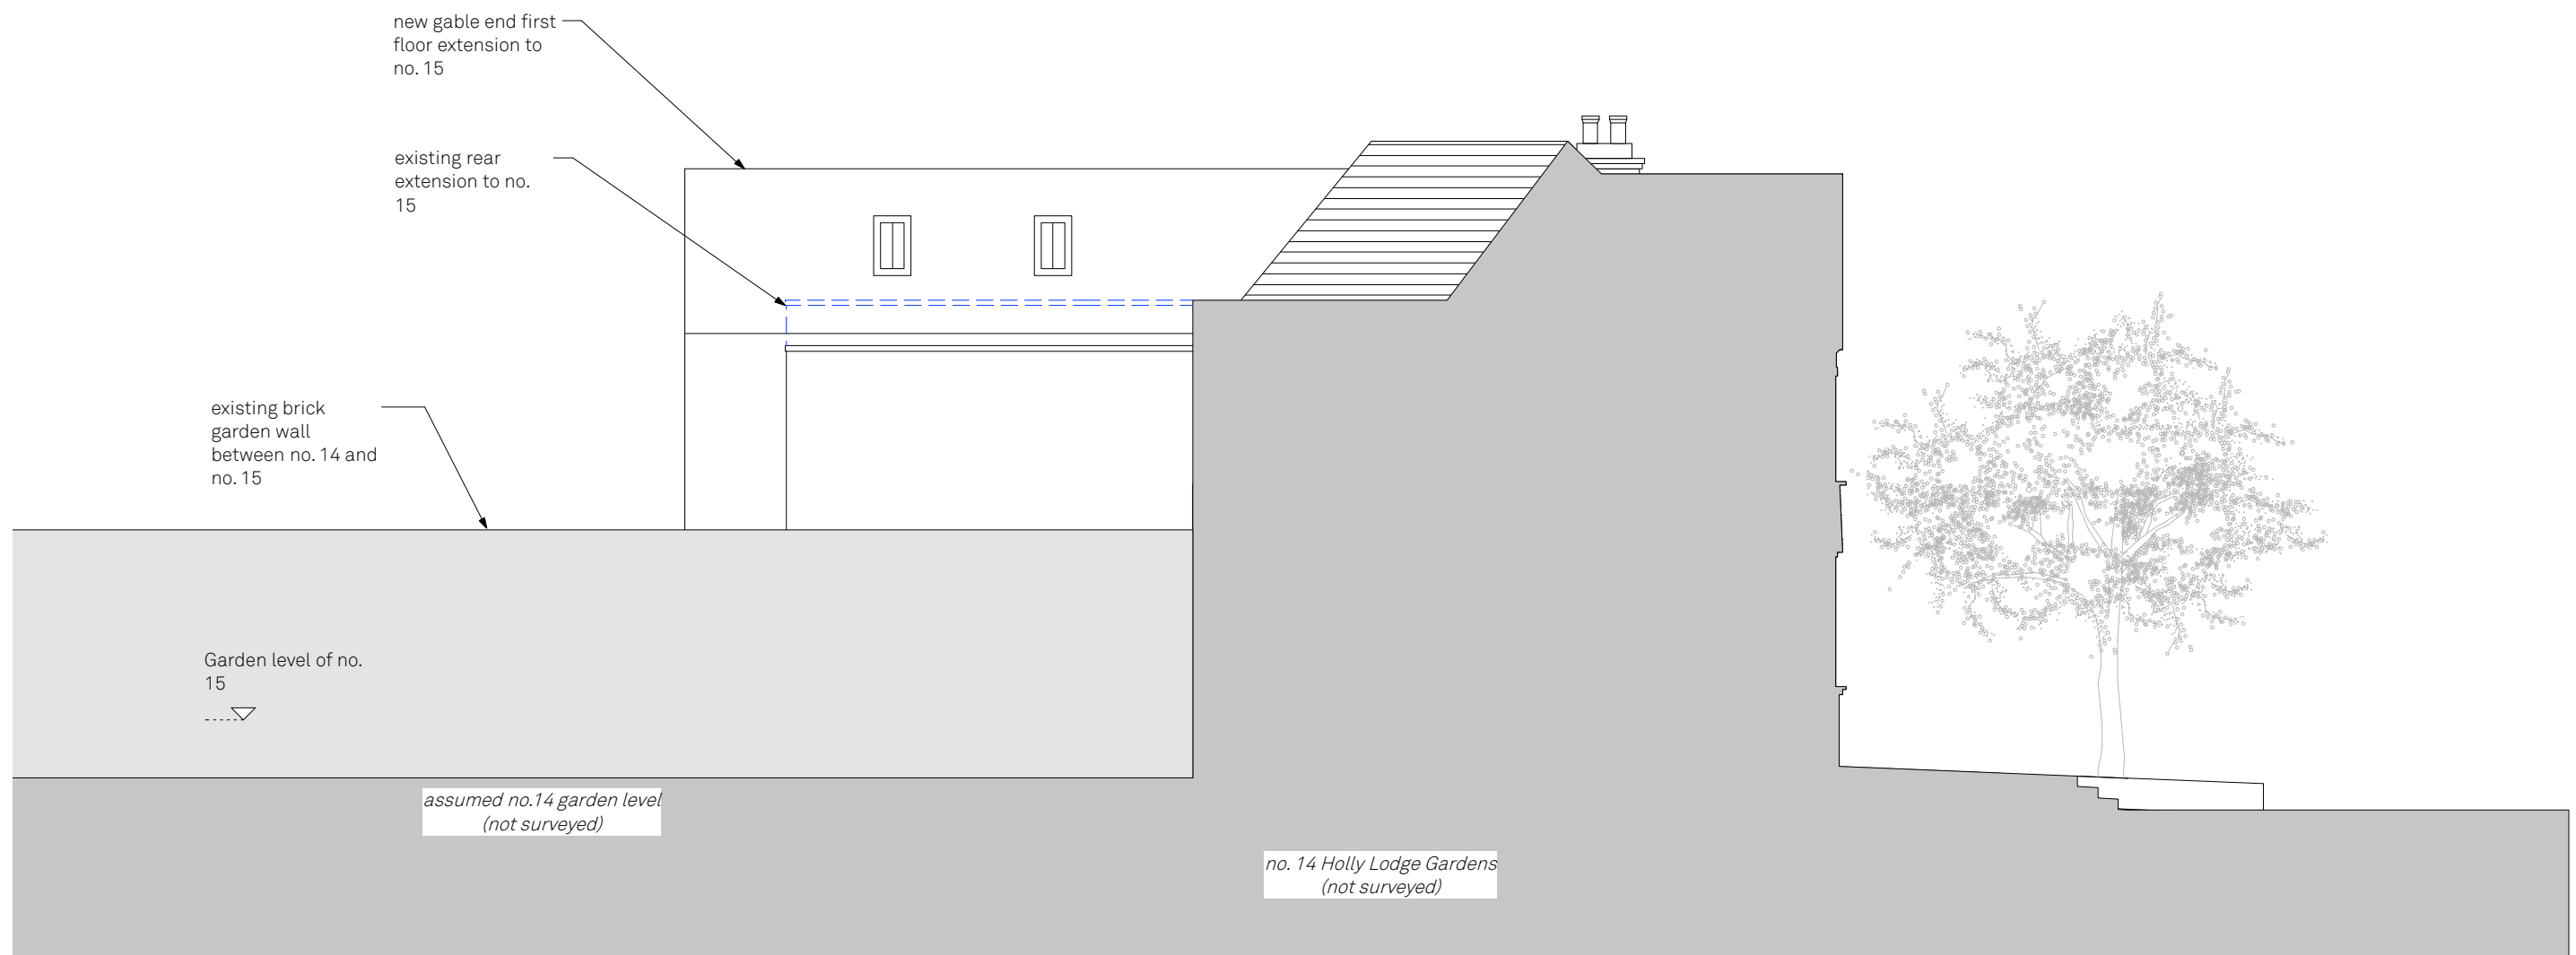 new gable end first
floor extension to
no. 15
existing rear
extension to no.
15
existing brick
garden wall
between no. 14 and
no. 15
Garden level of no.
15
assumed no.14 garden level
(not surveyed)
no. 14 Holly Lodge Gardens
(not surveyed)